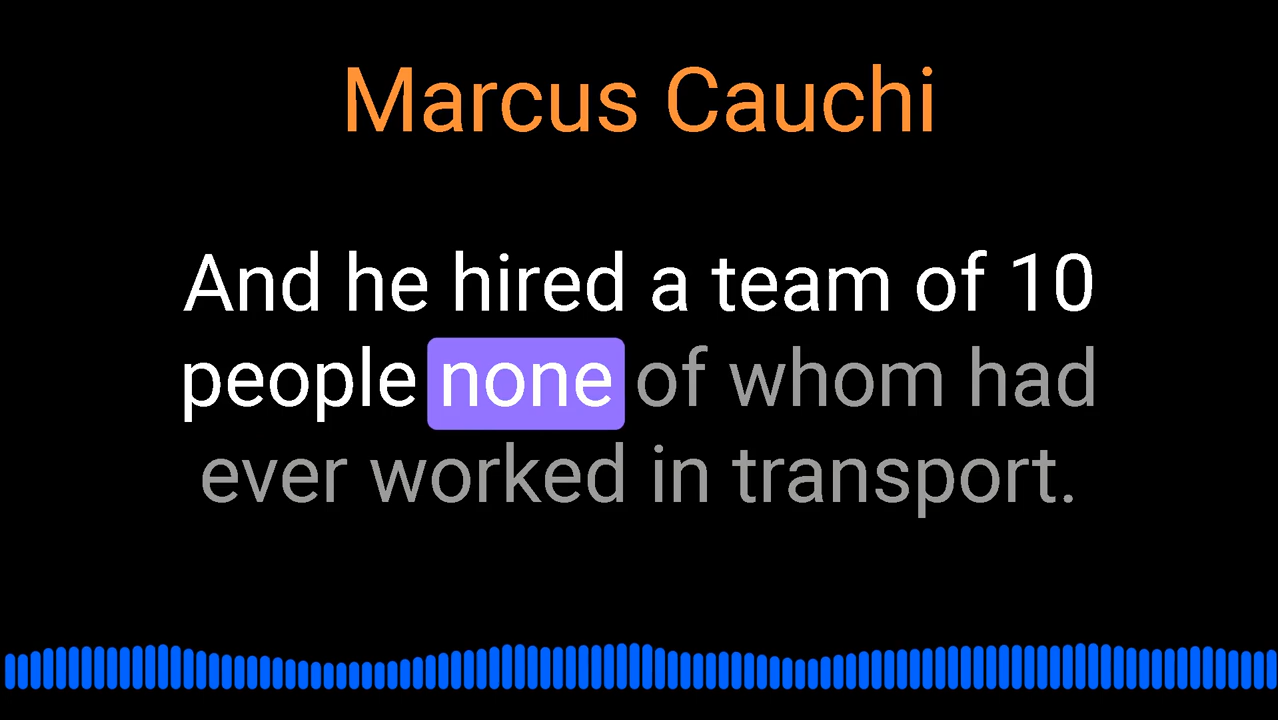 Marcus Cauchi
And he hired a team of 10
people none of whom had
ever worked in transport.